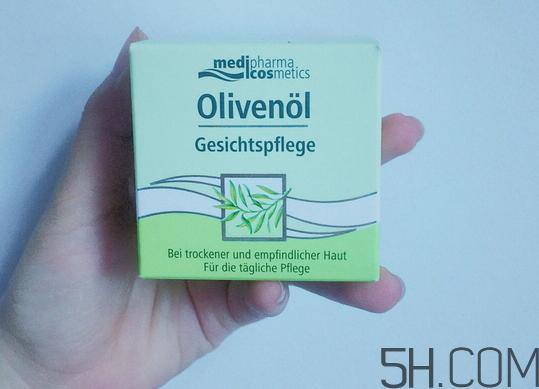 medipharma
cosmetics
Olivenöl
Gesichtspflege
Bei trockener und empfindlicher Haut
Für die tägliche Pflege
5H.COM